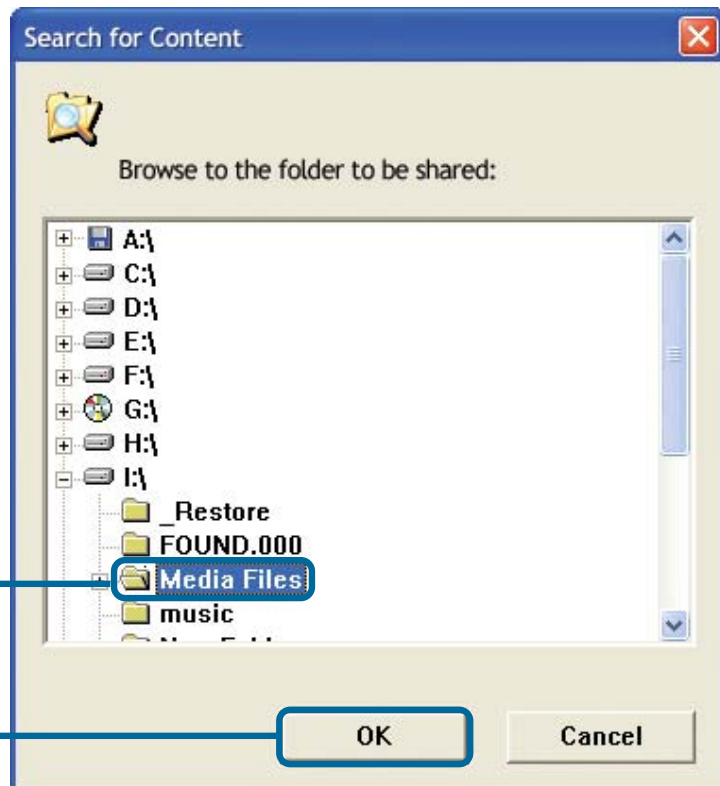 Search for Content
Browse to the folder to be shared:
A:\
C:\
D:\
E:\
F:\
G:\
H:\
I:\
_Restore
FOUND.000
Media Files
music
OK
Cancel